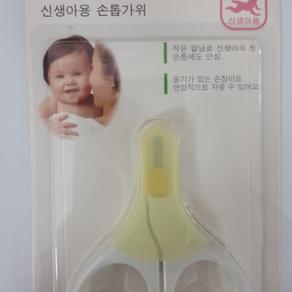 신생아용 손톱가위
신생아용
작은 칼날로 신생아의 첫
손톱에도 안심.
돌기가 있는 손잡이로
안정적으로 자를 수 있어요